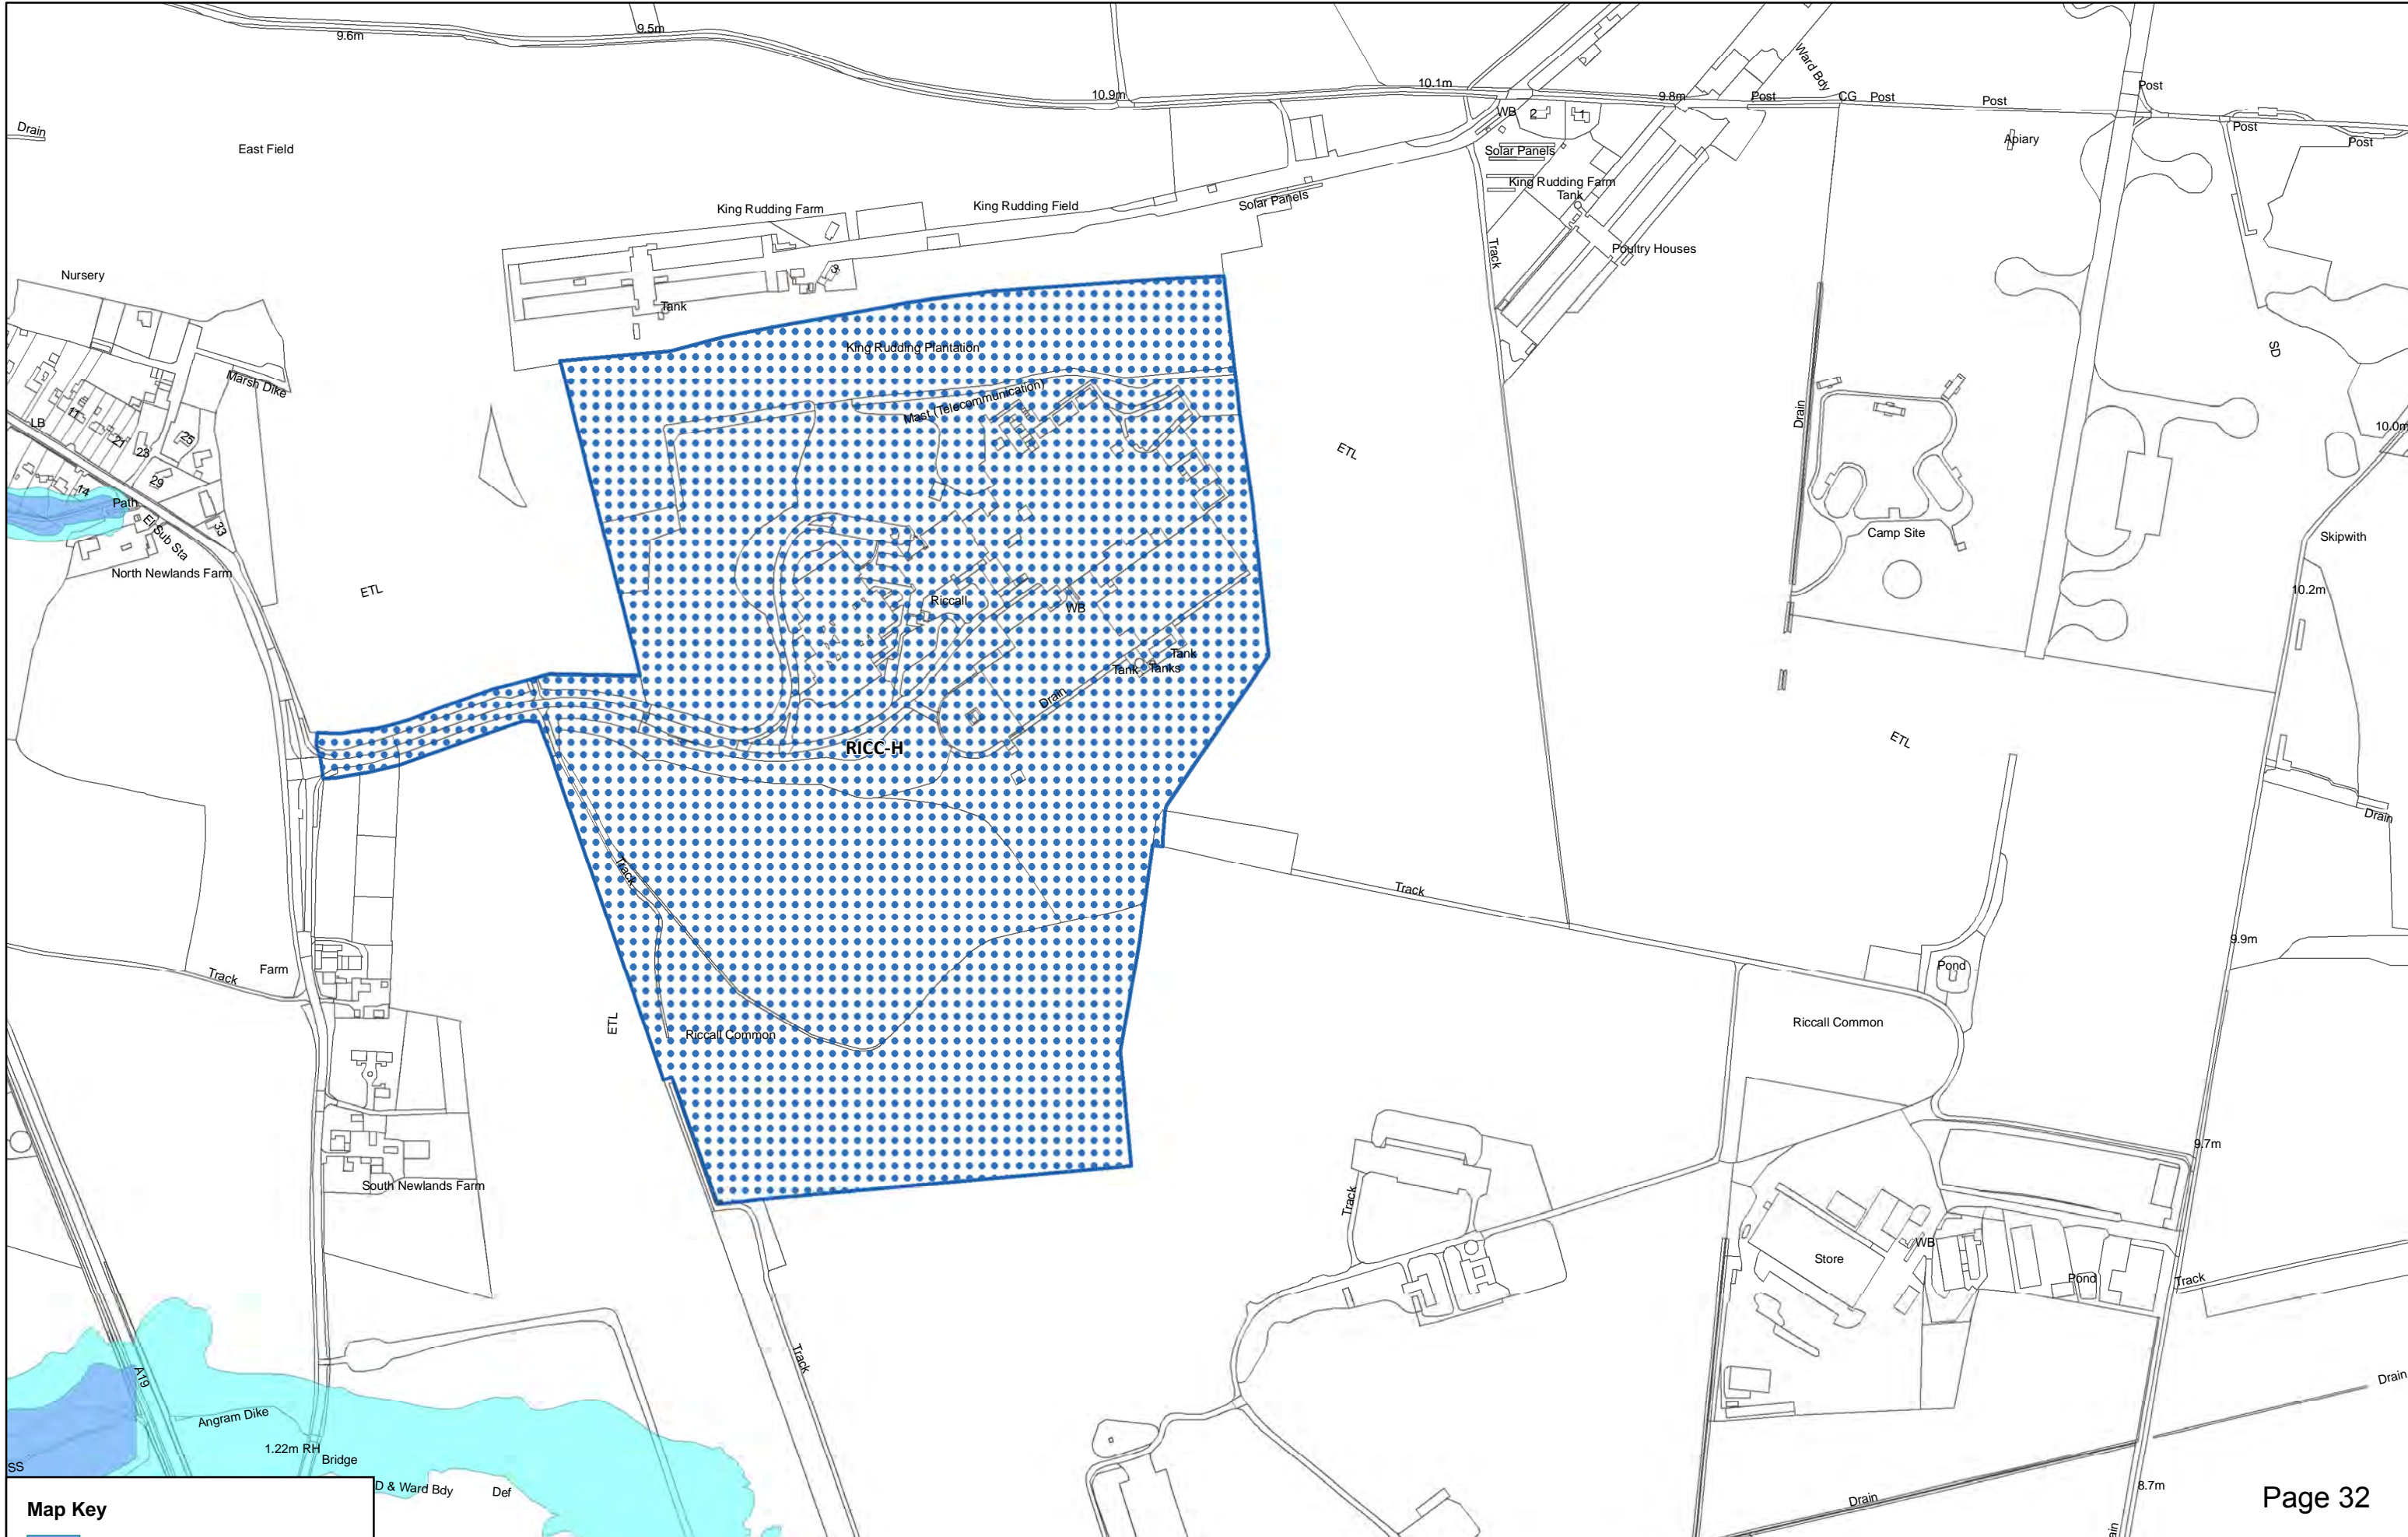 9.6m
9.5m
10.9m
10.1m
9.8m
Ward Bdy
Post
CG
Post
Post
Post
Post
Post
Drain
East Field
WB
2
1
Solar Panels
Apiary
King Rudding Farm
Tank
King Rudding Farm
King Rudding Field
Solar Panels
Track
Poultry Houses
Nursery
3
Tank
King Rudding Plantation
SD
Marsh Dike
Mast (Telecommunication)
Drain
10.0m
LB
11
21
23
25
29
14
33
Path
El Sub Sta
ETL
Camp Site
Skipwith
North Newlands Farm
ETL
Riccall
WB
10.2m
Tank
Tank
Tanks
Drain
RICC-H
ETL
Drain
Track
Track
9.9m
Farm
Track
Pond
ETL
Riccall Common
Riccall Common
9.7m
South Newlands Farm
Track
Store
WB
Pond
Track
A19
Track
Drain
Angram Dike
1.22m RH
Bridge
SS
D & Ward Bdy
Def
Drain
8.7m
Map Key
Page 32